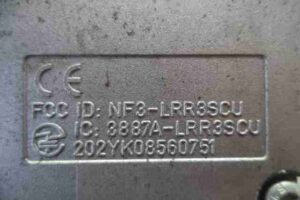 CE
FCC ID: NF3-LRR3SCU
IC: 3887A-LRR3SCU
202YK08560751